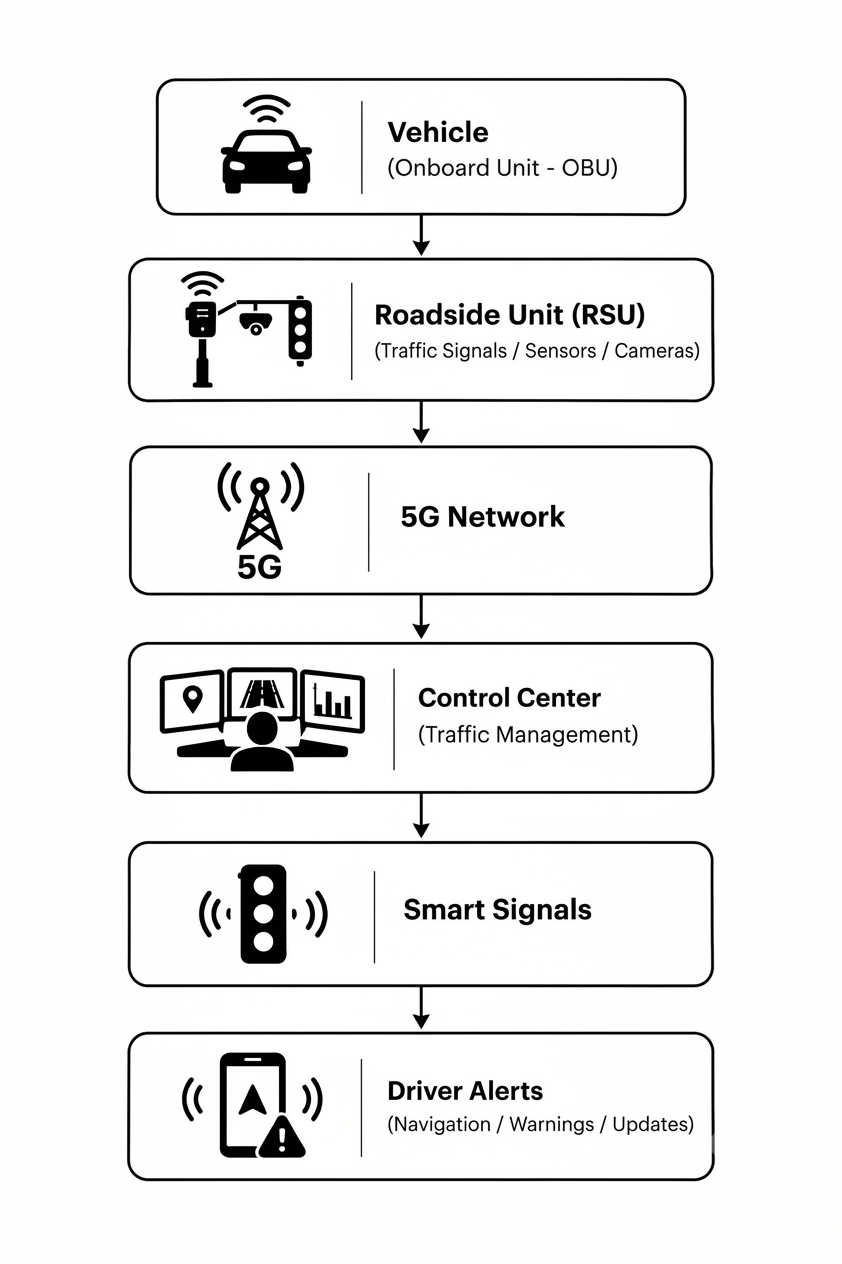 Vehicle
(Onboard Unit - OBU)
Roadside Unit (RSU)
(Traffic Signals / Sensors / Cameras)
5G
5G Network
Control Center
(Traffic Management)
Smart Signals
Driver Alerts
(Navigation / Warnings / Updates)